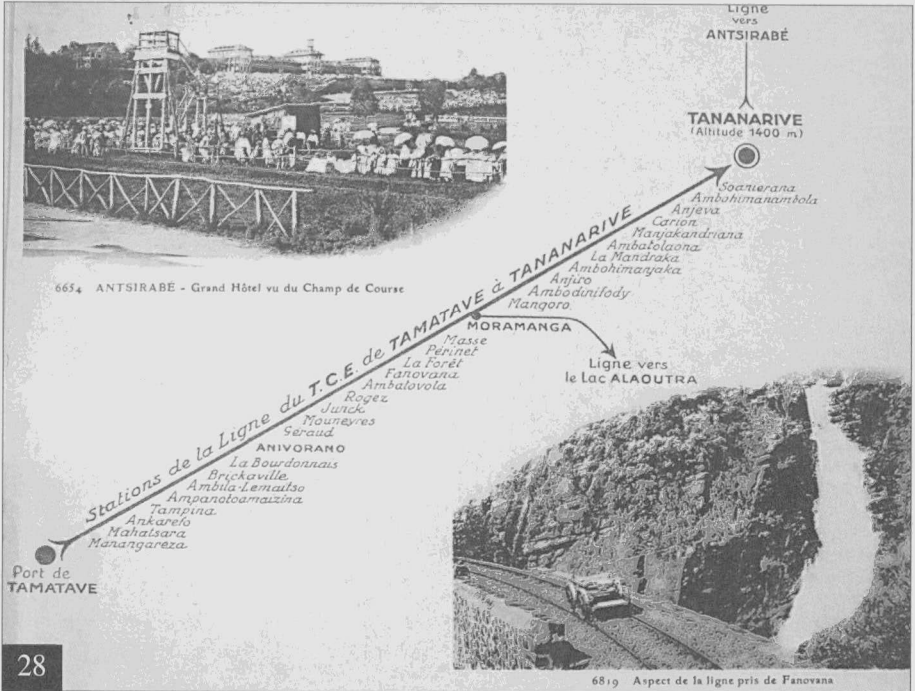 Ligne
vers
ANTSIRABÉ
TANANARIVE
(Altitude 1400 m)
Soanierana
Ambohimanambola
Anjeva
Carion
Manjakandriana
Ambatolaona
La Mandraka
Ambohimanjaka
Anjiro
Ambodinifody
Mangoro
6654 ANTSIRABÉ - Grand Hôtel vu du Champ de Course
Stations de la Ligne du T.C.E. de TAMATAVE à TANANARIVE
MORAMANGA
Ligne vers
le Lac ALAOUTRA
Masse
Périnet
La Forêt
Fanovana
Ambatovola
Rogez
Junck
Mouneyres
Géraud
ANIVORANO
La Bourdonnais
Brickaville
Ambila-Lemaitso
Ampanotoamaizina
Tampina
Ankarefo
Mahatsara
Manangareza
Port de
TAMATAVE
28
6819 Aspect de la ligne pris de Fanovana